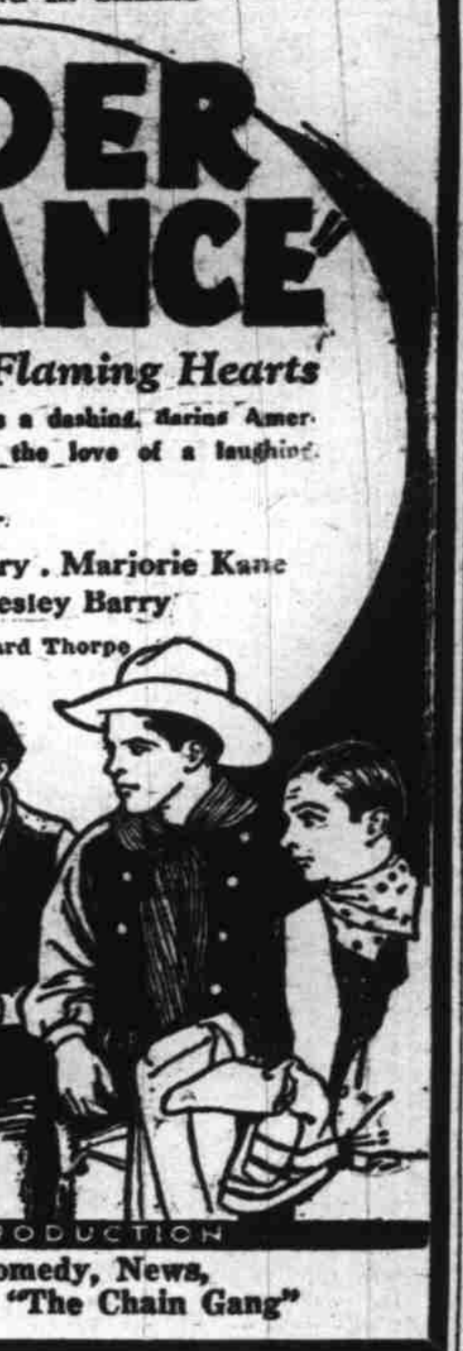 DER
ANCE"
Flaming Hearts
s a dashing, daring Amer-
the love of a laughing,
r.
ry . Marjorie Kane
esley Barry
ard Thorpe
ODUCTION
omedy, News,
"The Chain Gang"